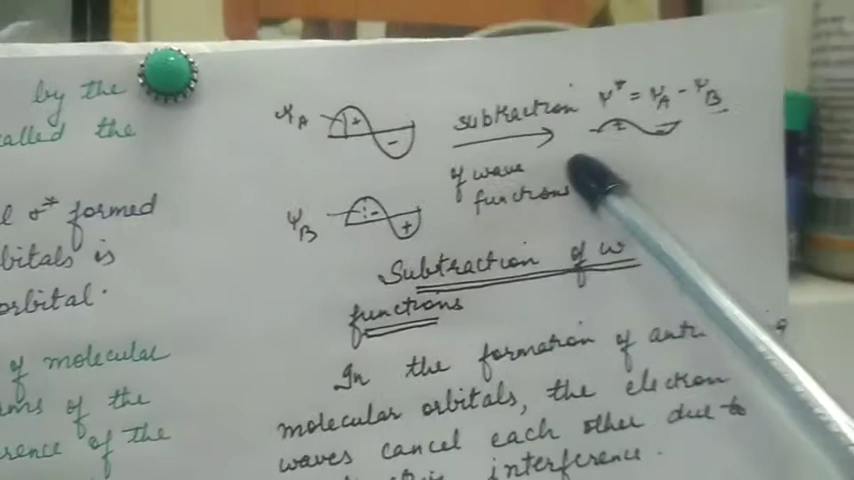 by the
called the
σ* formed
orbitals is
orbital.
of molecular
of the
of the
ΨA + -
subtraction
of wave
functions
Ψ* = ΨA - ΨB
+ -
ΨB - +
Subtraction of w
functions
In the formation of anti
molecular orbitals, the electron
waves cancel each other due to
interference.